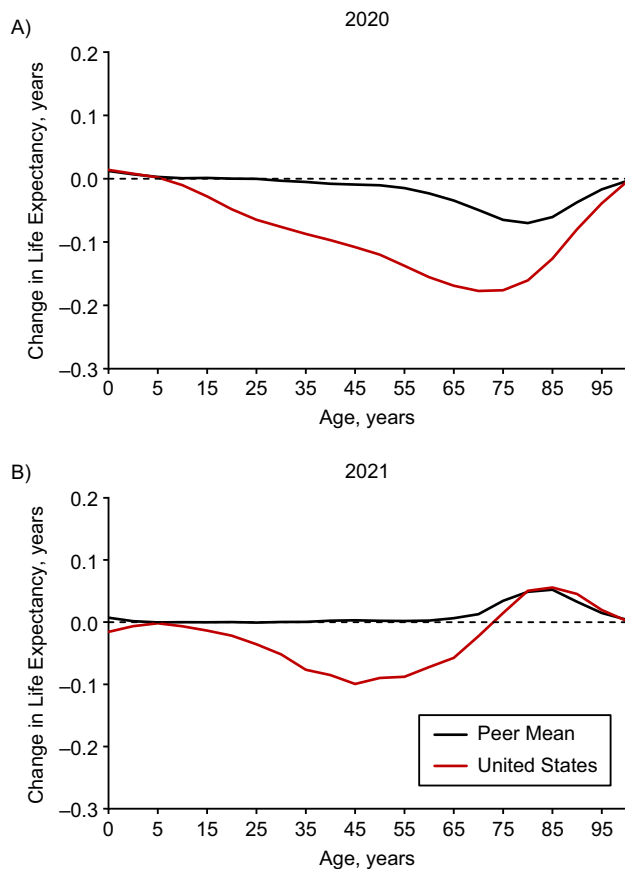 A)
2020
0.2
0.1
0.0
–0.1
–0.2
–0.3
Change in Life Expectancy, years
0 5 15 25 35 45 55 65 75 85 95
Age, years
B)
2021
0.2
0.1
0.0
–0.1
–0.2
–0.3
Change in Life Expectancy, years
Peer Mean
United States
0 5 15 25 35 45 55 65 75 85 95
Age, years